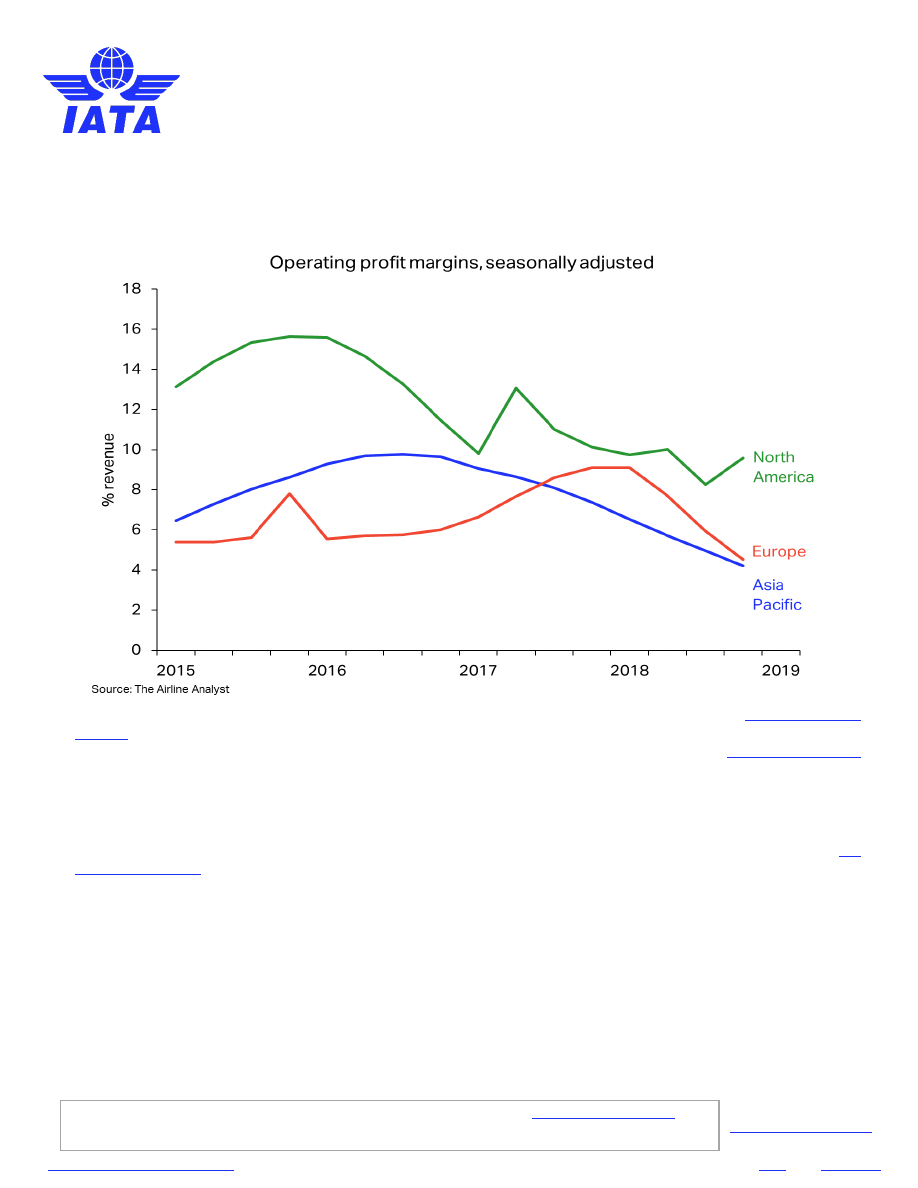 IATA
Operating profit margins, seasonally adjusted
18
16
14
12
10
8
6
4
2
0
% revenue
North
America
Europe
Asia
Pacific
2015 2016 2017 2018 2019
Source: The Airline Analyst